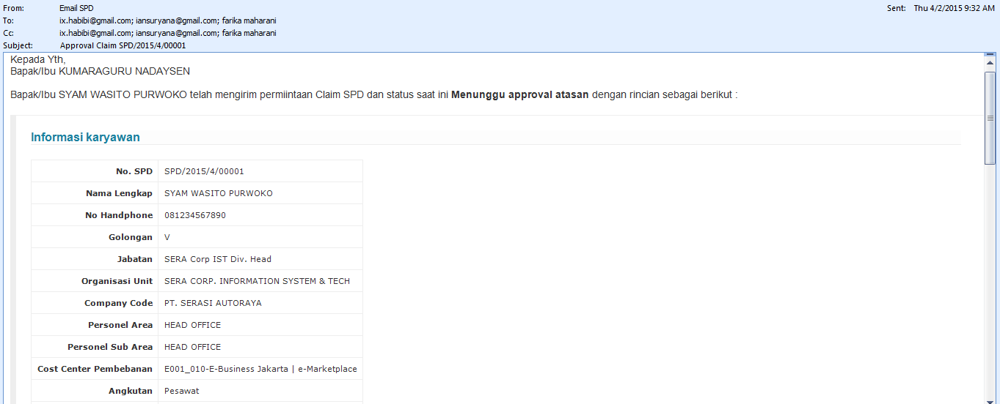 From: Email SPD Sent: Thu 4/2/2015 9:32 AM
To: ix.habibi@gmail.com; iansuryana@gmail.com; farika maharani
Cc: ix.habibi@gmail.com; iansuryana@gmail.com; farika maharani
Subject: Approval Claim SPD/2015/4/00001
Kepada Yth,
Bapak/Ibu KUMARAGURU NADAYSEN
Bapak/Ibu SYAM WASITO PURWOKO telah mengirim permiintaan Claim SPD dan status saat ini Menunggu approval atasan dengan rincian sebagai berikut :
Informasi karyawan
No. SPD SPD/2015/4/00001
Nama Lengkap SYAM WASITO PURWOKO
No Handphone 081234567890
Golongan V
Jabatan SERA Corp IST Div. Head
Organisasi Unit SERA CORP. INFORMATION SYSTEM & TECH
Company Code PT. SERASI AUTORAYA
Personel Area HEAD OFFICE
Personel Sub Area HEAD OFFICE
Cost Center Pembebanan E001_010-E-Business Jakarta | e-Marketplace
Angkutan Pesawat